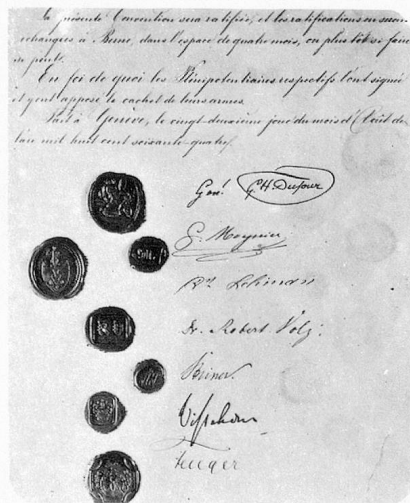 La présente Convention sera ratifiée, et les ratifications en seront
échangées à Berne, dans l'espace de quatre mois, ou plus tôt si faire
se peut.
En foi de quoi les Plénipotentiaires respectifs l'ont signée
et y ont apposé le cachet de leurs armes.
Fait à Genève, le vingt-deuxième jour du mois d'Août de
l'an mil huit cent soixante-quatre.
Gén! G. H. Dufour
G. Moynier
Dr. Lehmann
Dr. Robert Volz.
Steiner.
Visschers
Fenger